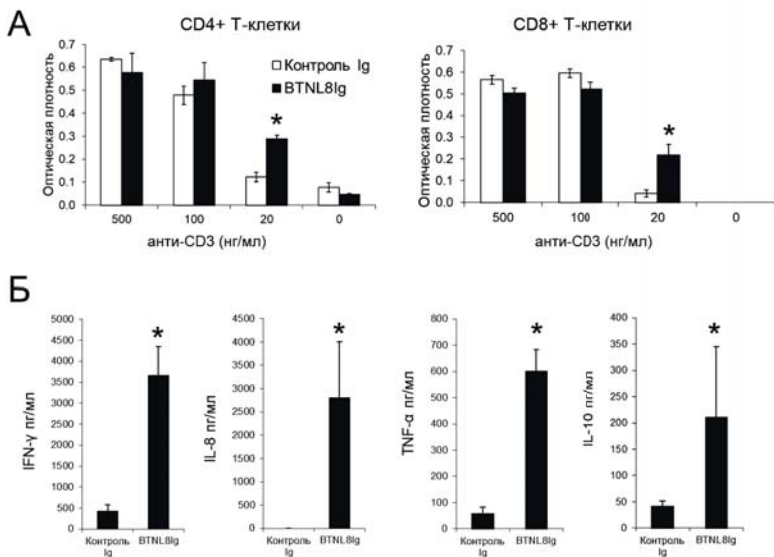 А
CD4+ Т-клетки
CD8+ Т-клетки
Оптическая плотность
0.7
0.6
0.5
0.4
0.3
0.2
0.1
0.0
Контроль Ig
BTNL8Ig
*
500 100 20 0
анти-CD3 (нг/мл)
Оптическая плотность
0.7
0.6
0.5
0.4
0.3
0.2
0.1
0.0
*
500 100 20 0
анти-CD3 (нг/мл)
Б
IFN-γ пг/мл
5000
4500
4000
3500
3000
2500
2000
1500
1000
500
0
*
Контроль Ig
BTNL8Ig
IL-8 пг/мл
4500
4000
3500
3000
2500
2000
1500
1000
500
0
*
Контроль Ig
BTNL8Ig
TNF-α пг/мл
800
700
600
500
400
300
200
100
0
*
Контроль Ig
BTNL8Ig
IL-10 пг/мл
400
350
300
250
200
150
100
50
0
*
Контроль Ig
BTNL8Ig